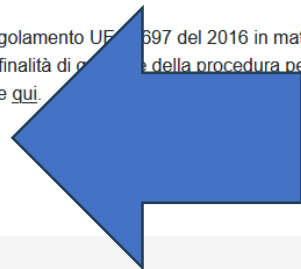 golamento UE 697 del 2016 in mat
finalità di della procedura pe
e qui.